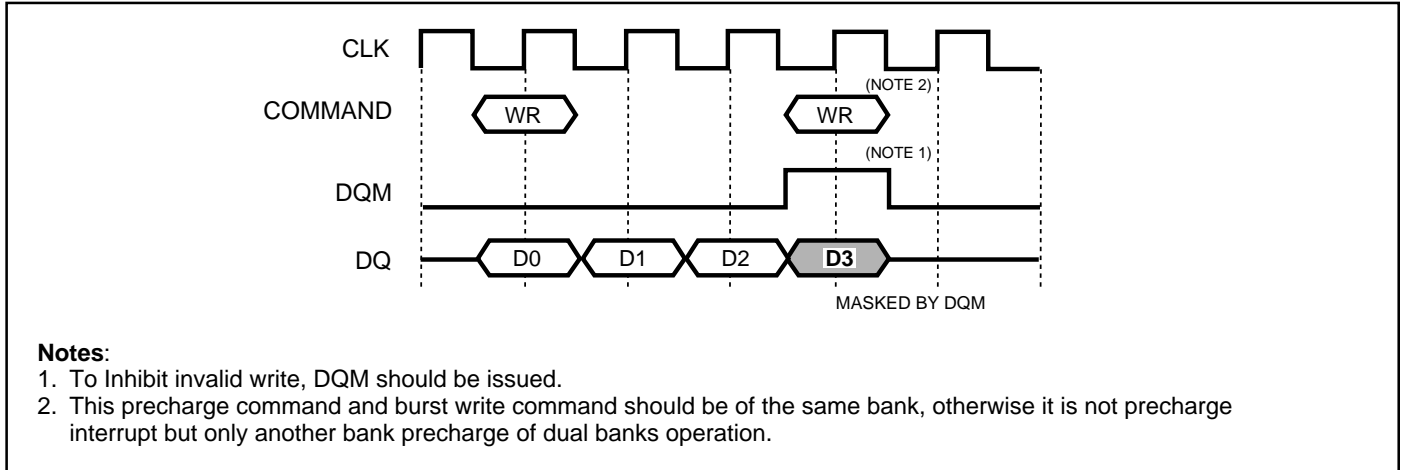 CLK
(NOTE 2)
COMMAND WR WR
(NOTE 1)
DQM
DQ D0 D1 D2 D3
MASKED BY DQM
Notes:
1. To Inhibit invalid write, DQM should be issued.
2. This precharge command and burst write command should be of the same bank, otherwise it is not precharge
interrupt but only another bank precharge of dual banks operation.